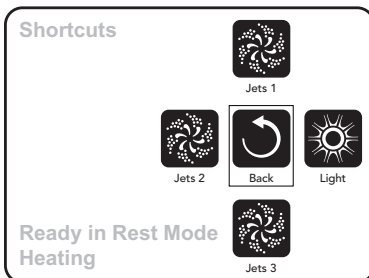 Shortcuts
Jets 1
Jets 2
Back
Light
Ready in Rest Mode
Heating
Jets 3